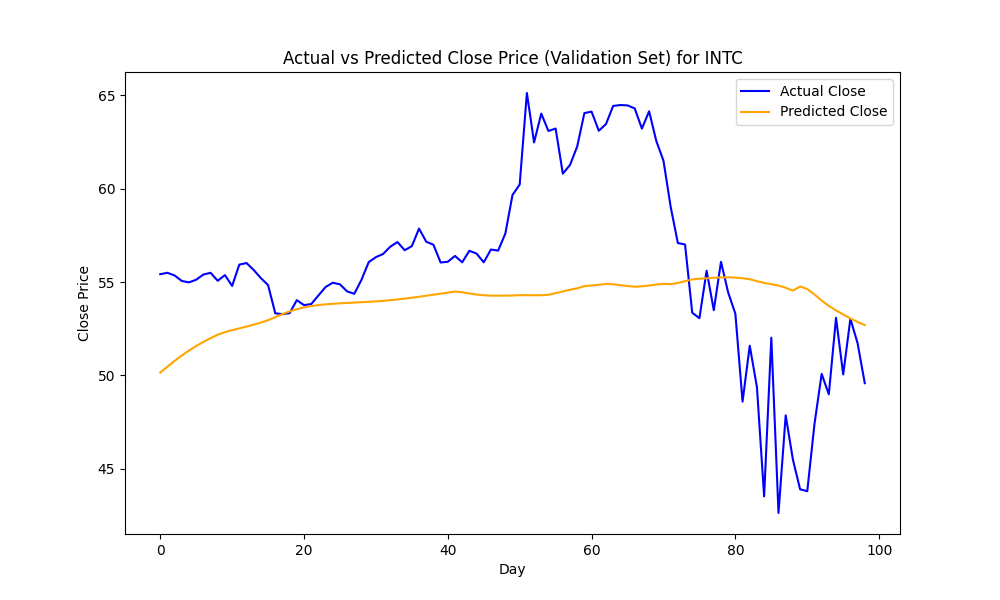 Actual vs Predicted Close Price (Validation Set) for INTC
Actual Close
Predicted Close
Close Price
65
60
55
50
45
0 20 40 60 80 100
Day